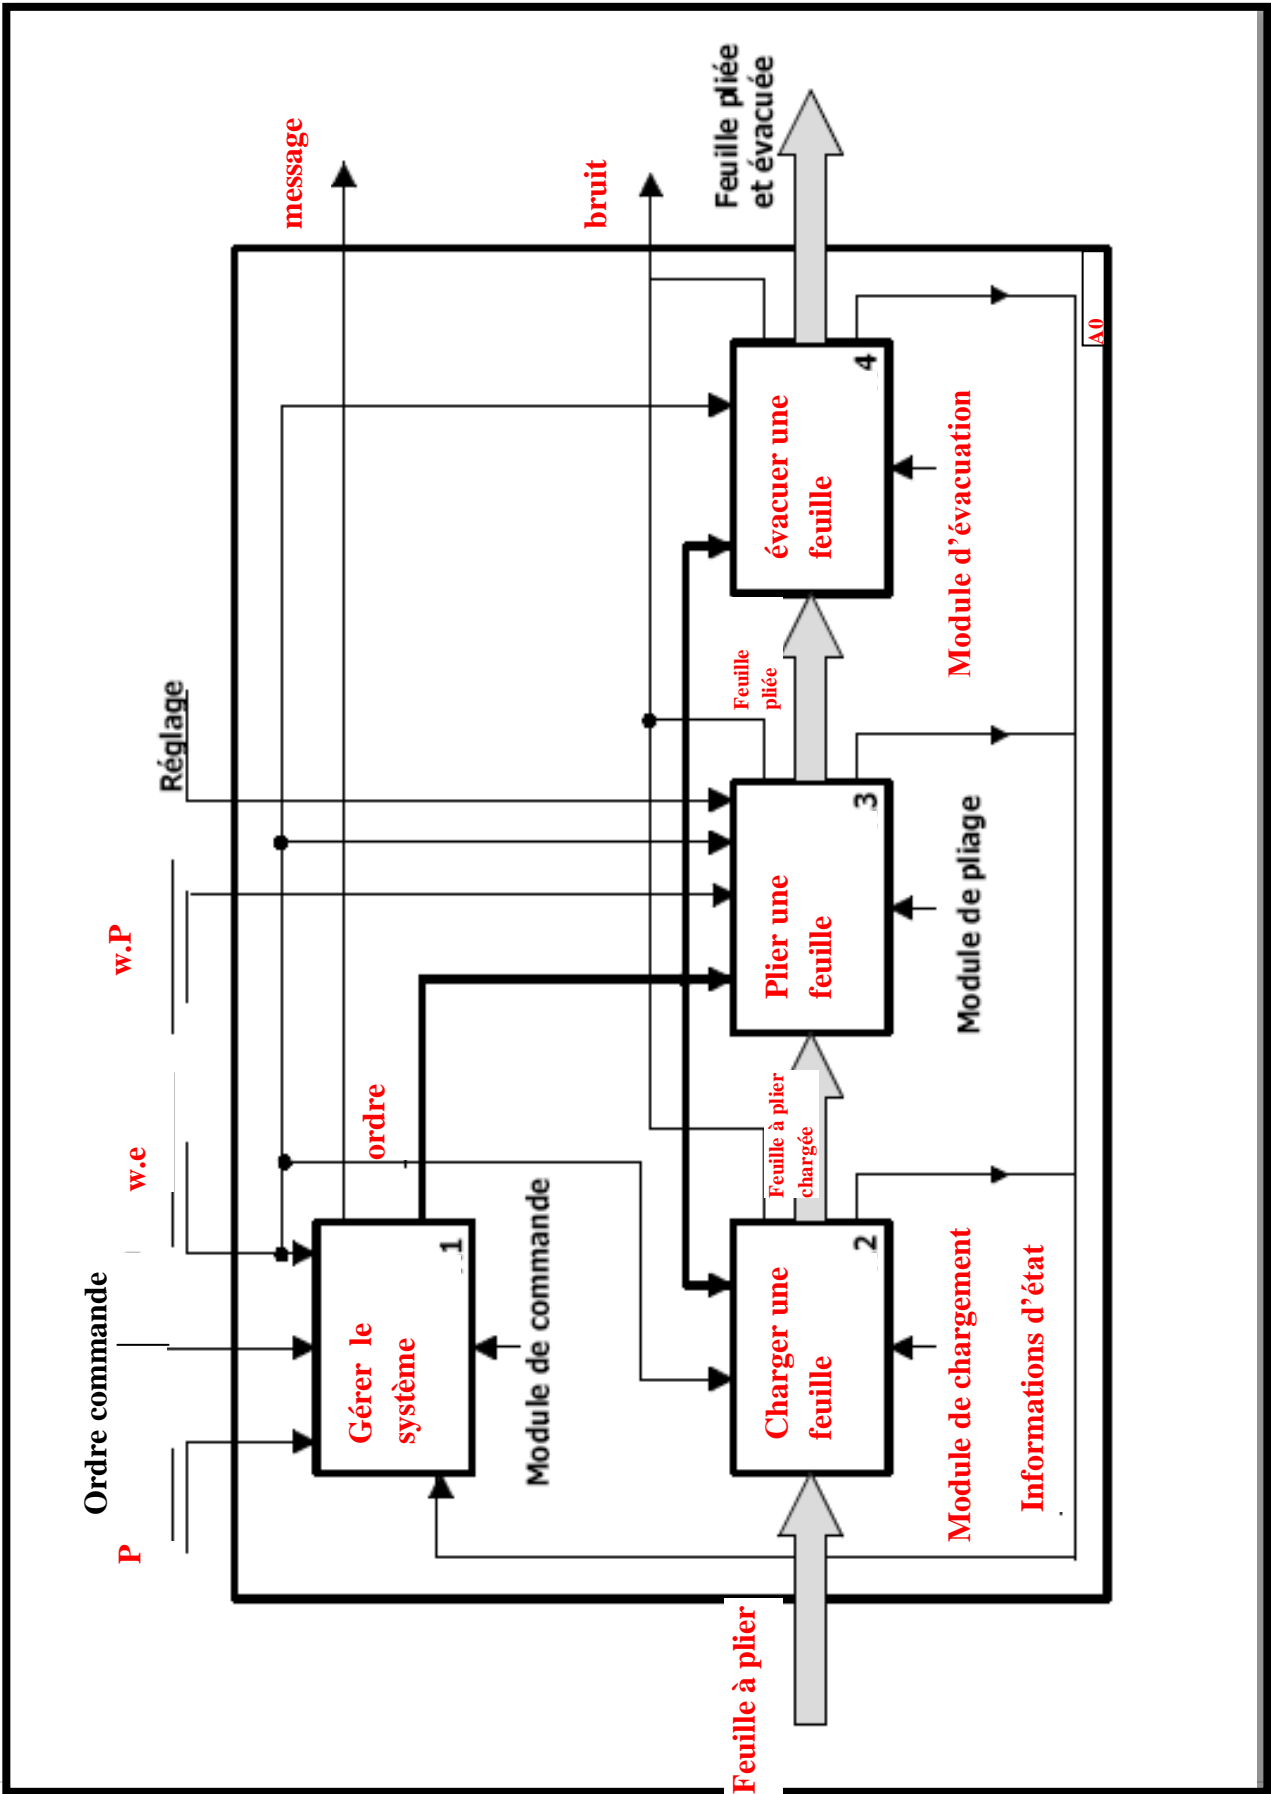 P
Ordre commande
w.e
w.P
Réglage
message
Gérer le
système
1
ordre
Module de commande
bruit
Feuille pliée
et évacuée
Feuille à plier
Charger une
feuille
2
Feuille à plier
chargée
Plier une
feuille
3
Feuille
pliée
évacuer une
feuille
4
Module de chargement
Module de pliage
Module d’évacuation
Informations d’état
A0